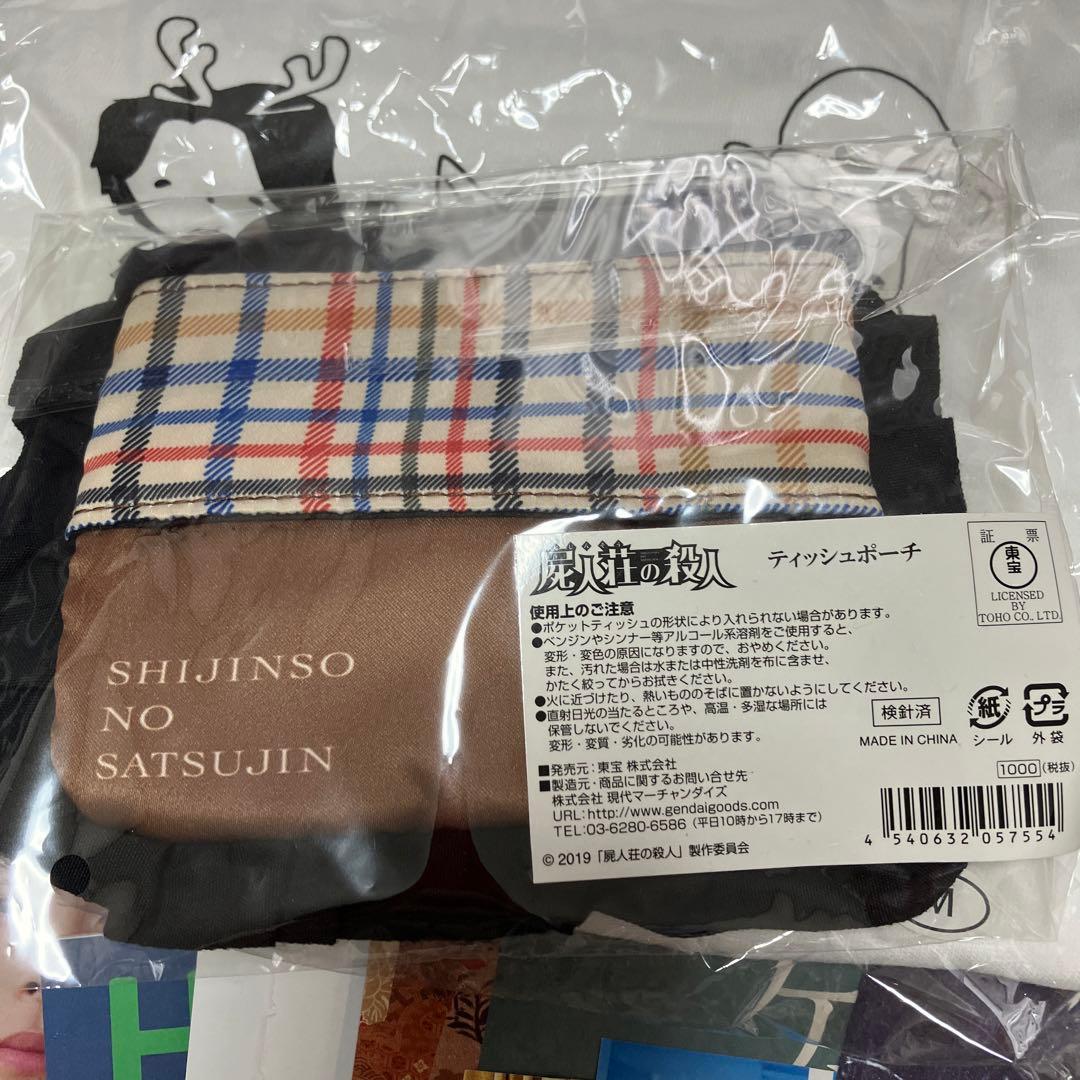 SHIJINSO
NO
SATSUJIN
屍人荘の殺人 ティッシュポーチ
証 票
東宝
LICENSED
BY
TOHO CO., LTD
使用上のご注意
●ポケットティッシュの形状により入れられない場合があります。
●ベンジンやシンナー等アルコール系溶剤をご使用すると、
変形・変色の原因になりますので、おやめください。
また、汚れた場合は水または中性洗剤を布に含ませ、
かたく絞ってからお拭きください。
●火に近づけたり、熱いもののそばに置かないようにしてください。
●直射日光の当たるところや、高温・多湿な場所には
保管しないでください。
変形・変質・劣化の可能性があります。
検針済
MADE IN CHINA
紙
シール
プラ
外 袋
■発売元：東宝 株式会社
■製造元・商品に関するお問い合せ先
株式会社 現代マーチャンダイズ
URL:http://www.gendaigoods.com
TEL:03-6280-6586（平日10時から17時まで）
1000(税抜)
4 540632 057554
© 2019「屍人荘の殺人」製作委員会
M
H